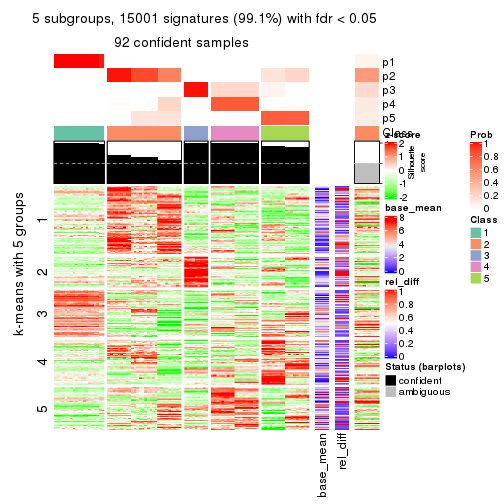 5 subgroups, 15001 signatures (99.1%) with fdr < 0.05
92 confident samples
p1
p2
p3
p4
p5
Class
Silhouette
score
k-means with 5 groups
1
2
3
4
5
base_mean
rel_diff
z-score
2
1
0
-1
-2
base_mean
8
6
4
2
0
rel_diff
1
0.8
0.6
0.4
0.2
0
Status (barplots)
confident
ambiguous
Prob
1
0.8
0.6
0.4
0.2
0
Class
1
2
3
4
5